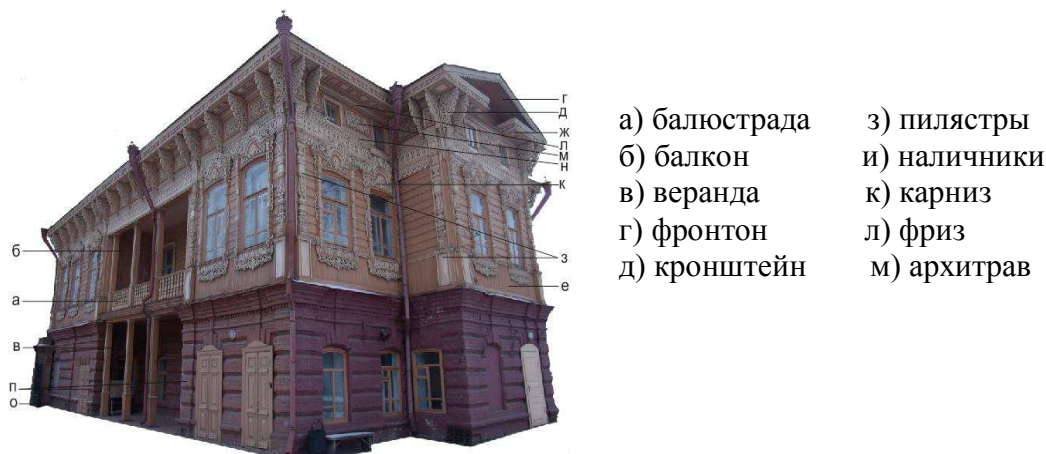 г
д
ж
л
м
н
к
з
е
б
а
в
п
о
а) балюстрада з) пилястры
б) балкон и) наличники
в) веранда к) карниз
г) фронтон л) фриз
д) кронштейн м) архитрав